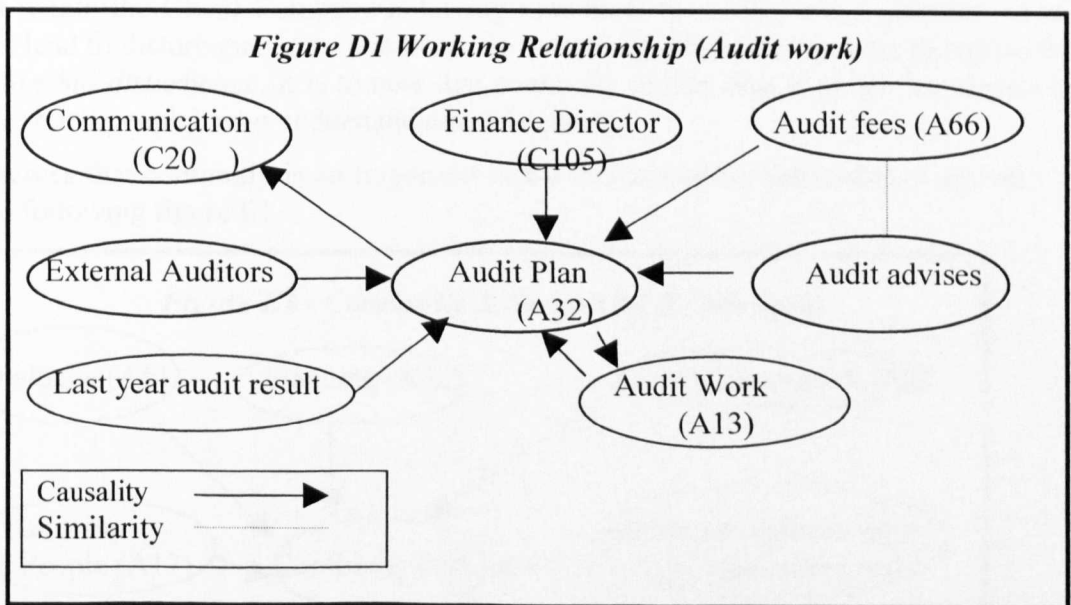 Figure D1 Working Relationship (Audit work)
Communication
(C20 )
Finance Director
(C105)
Audit fees (A66)
External Auditors
Audit Plan
(A32)
Audit advises
Last year audit result
Audit Work
(A13)
Causality
Similarity